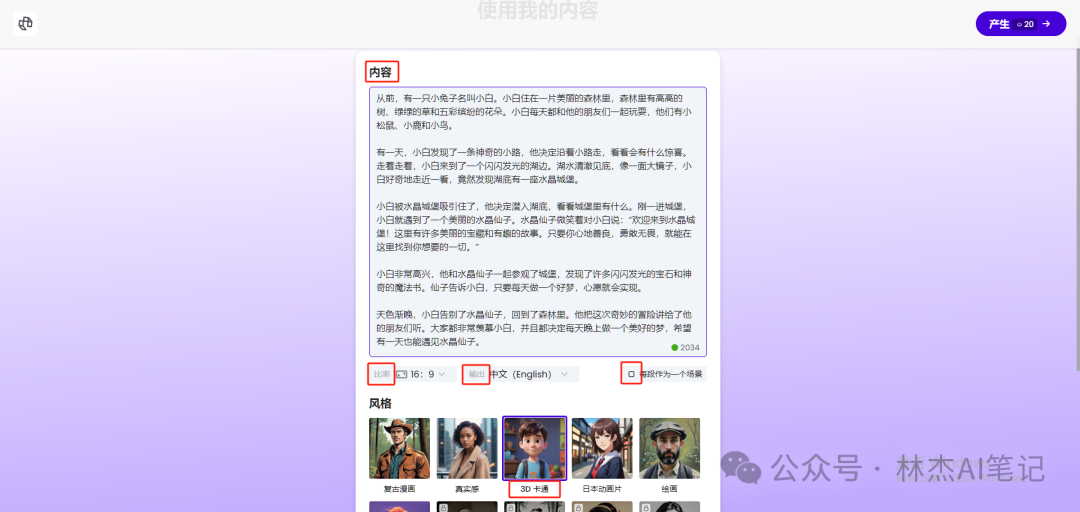 使用我的内容
产生 20 →
内容
从前，有一只小兔子名叫小白。小白住在一片美丽的森林里，森林里有高高的
树、绿绿的草和五彩缤纷的花朵。小白每天都和他的朋友们一起玩耍，他们有小
松鼠、小鹿和小鸟。
有一天，小白发现了一条神奇的小路，他决定沿着小路走，看看会有什么惊喜。
走着走着，小白来到了一个闪闪发光的湖边。湖水清澈见底，像一面大镜子，小
白好奇地走近一看，竟然发现湖底有一座水晶城堡。
小白被水晶城堡吸引住了，他决定潜入湖底，看看城堡里有什么。刚一进城堡，
小白就遇到了一个美丽的水晶仙子。水晶仙子微笑着对小白说：“欢迎来到水晶城
堡！这里有许多美丽的宝藏和有趣的故事。只要你心地善良，勇敢无畏，就能在
这里找到你想要的一切。”
小白非常高兴，他和水晶仙子一起参观了城堡，发现了许多闪闪发光的宝石和神
奇的魔法书。仙子告诉小白，只要每天做一个好梦，心愿就会实现。
天色渐晚，小白告别了水晶仙子，回到了森林里。他把这次奇妙的冒险讲给了他
的朋友们听。大家都非常羡慕小白，并且都决定每天晚上做一个美好的梦，希望
有一天也能遇见水晶仙子。
2034
比率 16：9 输出 中文（English） 每段作为一个场景
风格
复古漫画 真实感 3D 卡通 日本动画片 绘画
公众号 · 林杰AI笔记